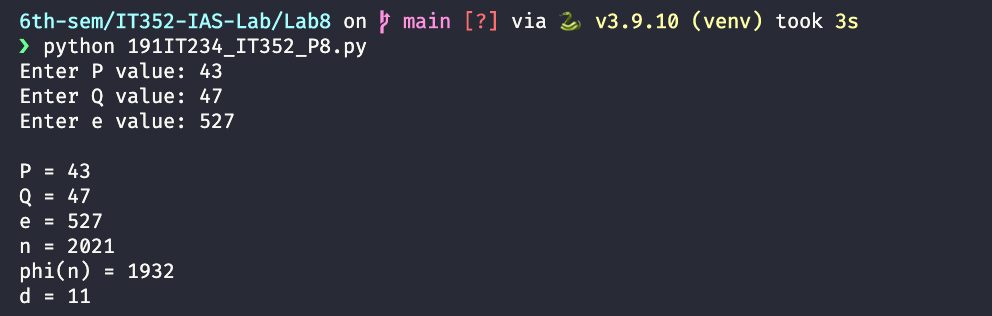 6th-sem/IT352-IAS-Lab/Lab8 on main [?] via 🐍 v3.9.10 (venv) took 3s
❯ python 191IT234_IT352_P8.py
Enter P value: 43
Enter Q value: 47
Enter e value: 527
P = 43
Q = 47
e = 527
n = 2021
phi(n) = 1932
d = 11